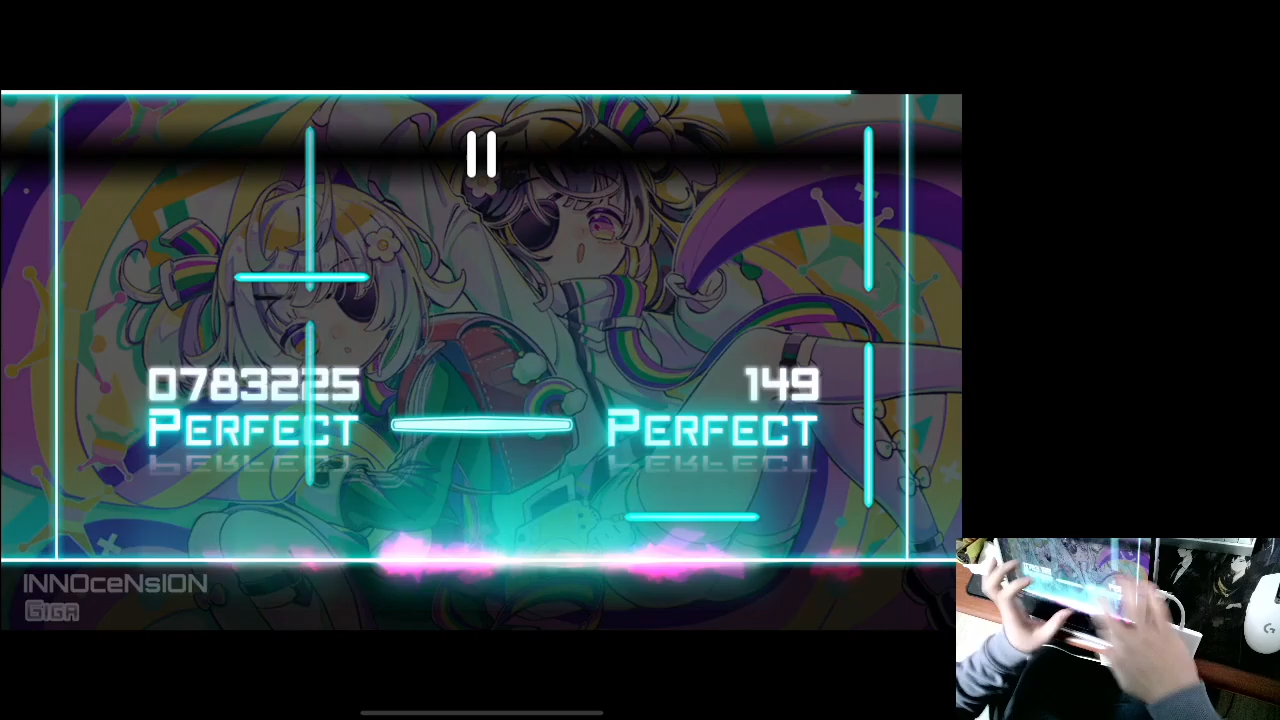 0783225
PERFECT
149
PERFECT
INNOceNsION
GIGA